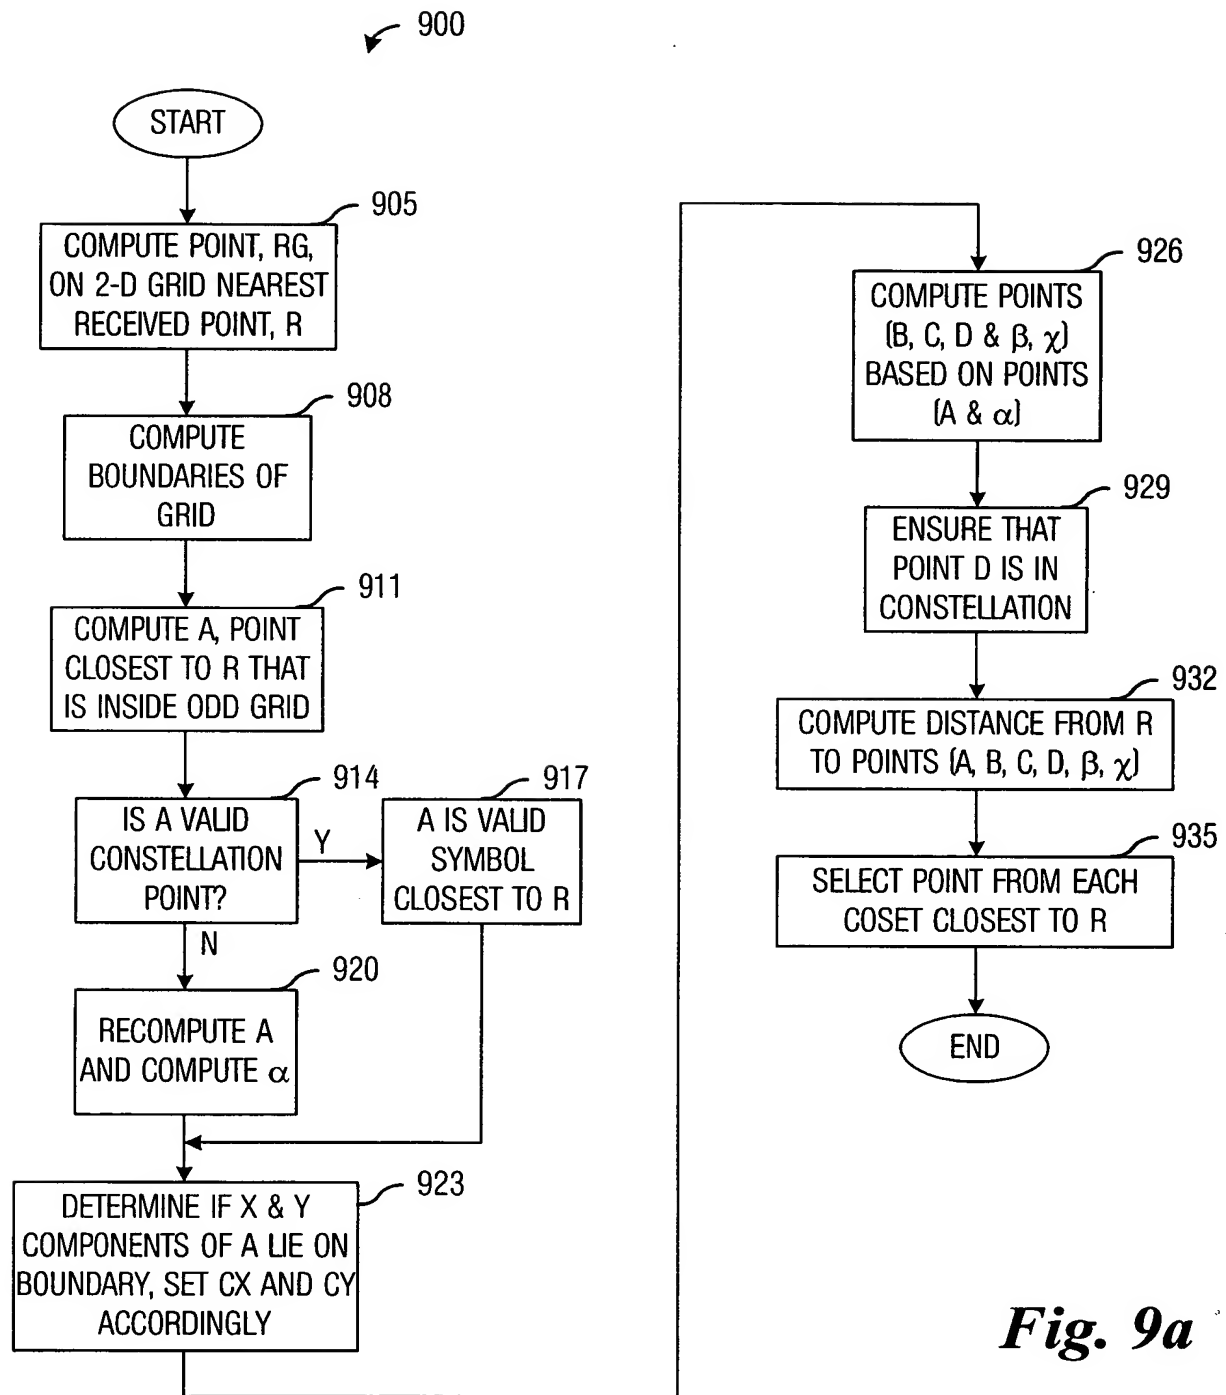 900
START
905
COMPUTE POINT, RG,
ON 2-D GRID NEAREST
RECEIVED POINT, R
908
COMPUTE
BOUNDARIES OF
GRID
911
COMPUTE A, POINT
CLOSEST TO R THAT
IS INSIDE ODD GRID
914
IS A VALID
CONSTELLATION
POINT?
Y
917
A IS VALID
SYMBOL
CLOSEST TO R
N
920
RECOMPUTE A
AND COMPUTE α
923
DETERMINE IF X & Y
COMPONENTS OF A LIE ON
BOUNDARY, SET CX AND CY
ACCORDINGLY
926
COMPUTE POINTS
(B, C, D & β, χ)
BASED ON POINTS
(A & α)
929
ENSURE THAT
POINT D IS IN
CONSTELLATION
932
COMPUTE DISTANCE FROM R
TO POINTS (A, B, C, D, β, χ)
935
SELECT POINT FROM EACH
COSET CLOSEST TO R
END
Fig. 9a